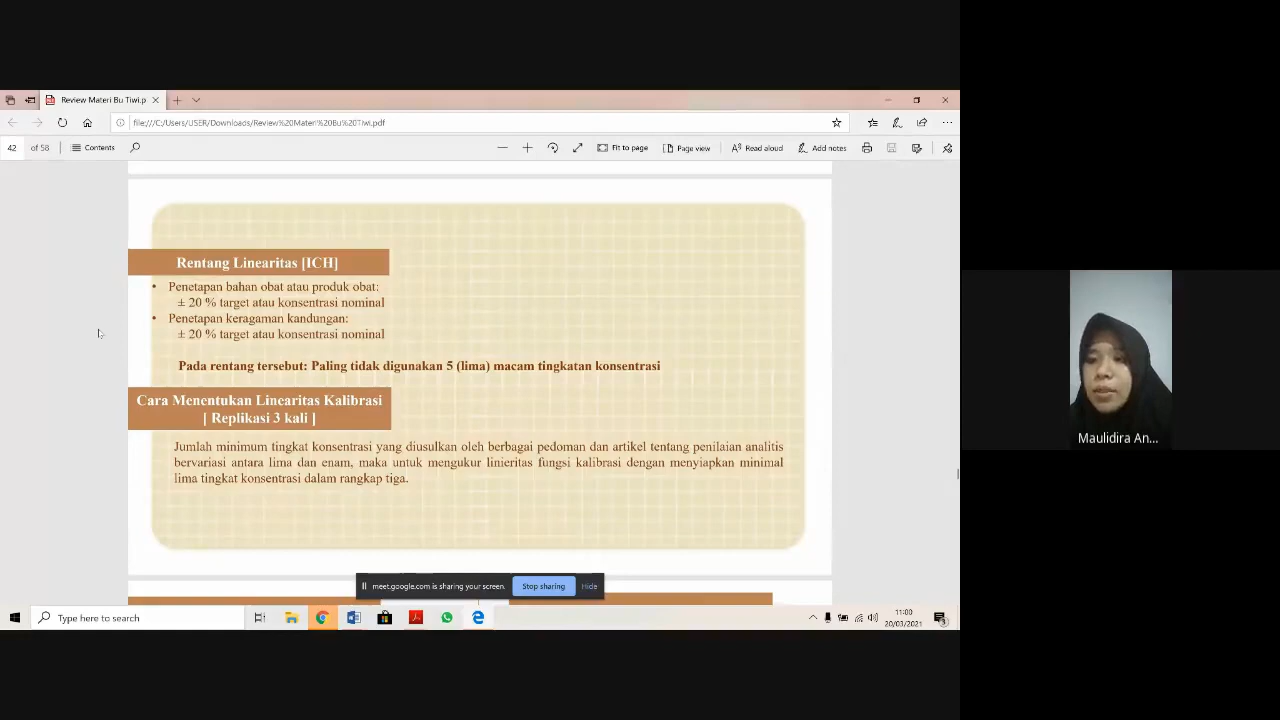 Review Materi Bu Tiwi.p
file:///C:/Users/USER/Downloads/Review%20Materi%20Bu%20Tiwi.pdf
42 of 58 Contents Fit to page Page view Read aloud Add notes
Rentang Linearitas [ICH]
• Penetapan bahan obat atau produk obat:
± 20 % target atau konsentrasi nominal
• Penetapan keragaman kandungan:
± 20 % target atau konsentrasi nominal
Pada rentang tersebut: Paling tidak digunakan 5 (lima) macam tingkatan konsentrasi
Cara Menentukan Linearitas Kalibrasi
[ Replikasi 3 kali ]
Jumlah minimum tingkat konsentrasi yang diusulkan oleh berbagai pedoman dan artikel tentang penilaian analitis
bervariasi antara lima dan enam, maka untuk mengukur linieritas fungsi kalibrasi dengan menyiapkan minimal
lima tingkat konsentrasi dalam rangkap tiga.
Maulidira An...
meet.google.com is sharing your screen. Stop sharing Hide
Type here to search
11:00
20/03/2021